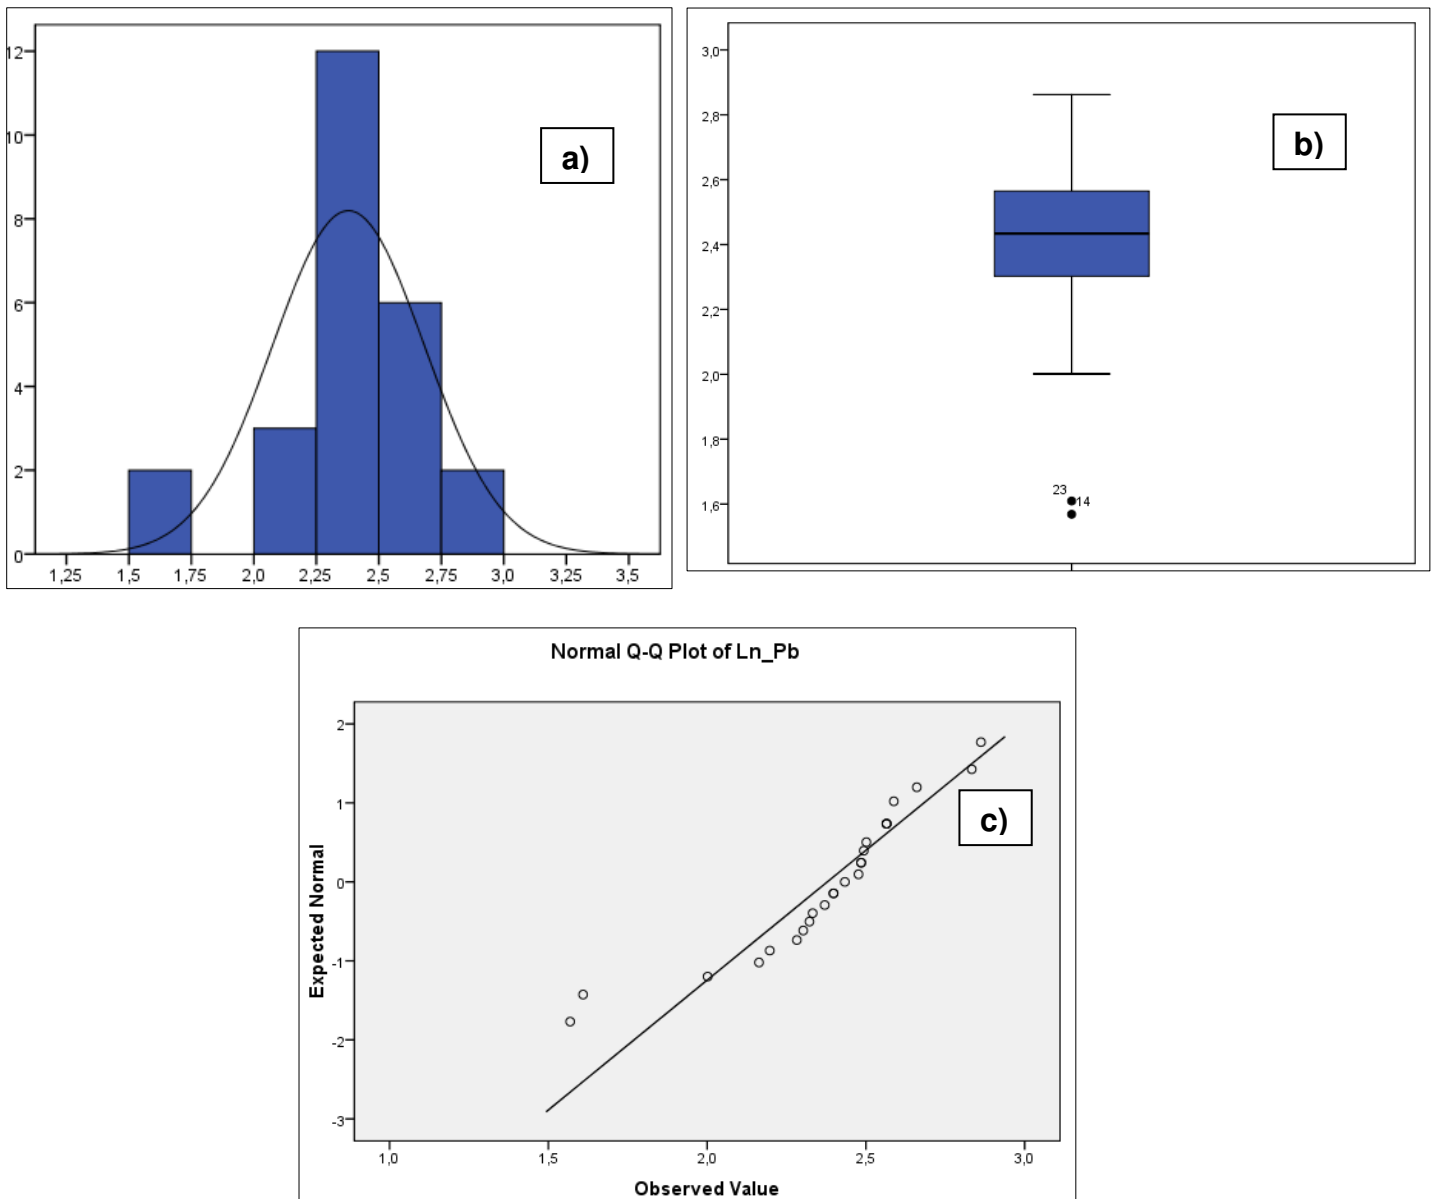 12
10
8
6
4
2
0
1,25 1,5 1,75 2,0 2,25 2,5 2,75 3,0 3,25 3,5
a)
3,0
2,8
2,6
2,4
2,2
2,0
1,8
1,6
b)
23
14
Normal Q-Q Plot of Ln_Pb
Expected Normal
2
1
0
-1
-2
-3
c)
1,0 1,5 2,0 2,5 3,0
Observed Value